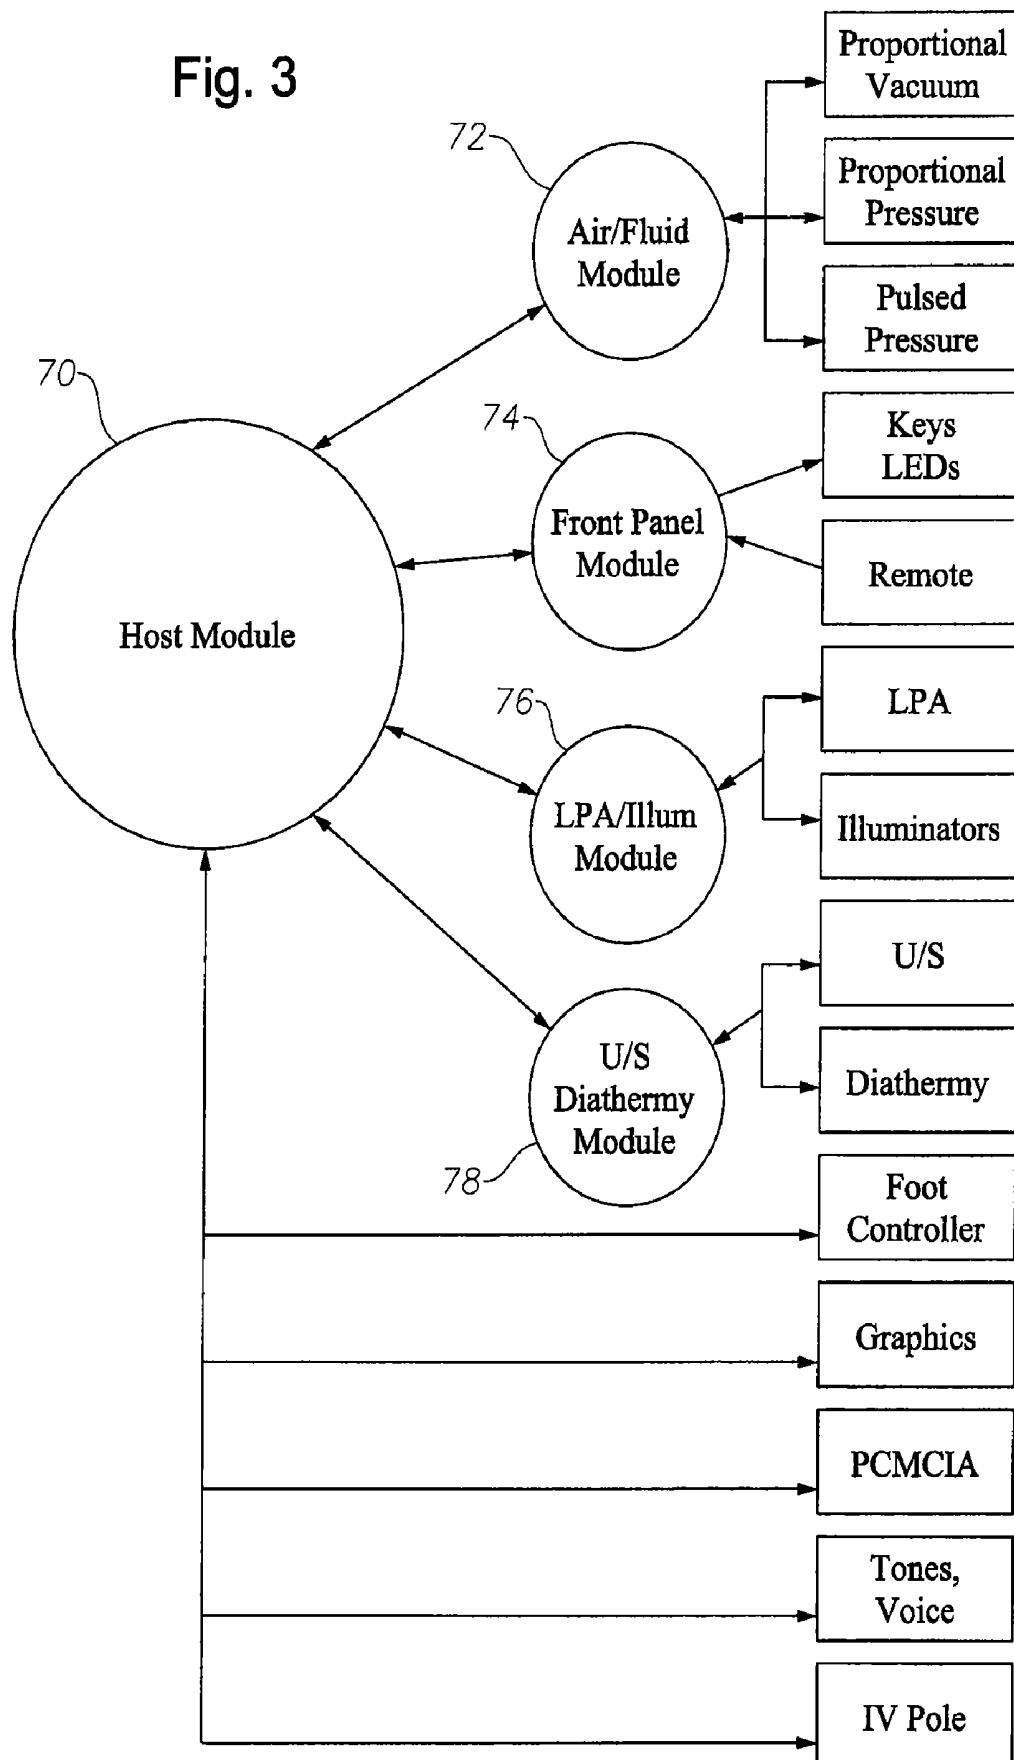 Fig. 3
Proportional
Vacuum
72
Proportional
Pressure
Air/Fluid
Module
Pulsed
Pressure
70
74
Keys
LEDs
Front Panel
Module
Remote
Host Module
76
LPA
LPA/Illum
Module
Illuminators
U/S
U/S
Diathermy
Module
Diathermy
78
Foot
Controller
Graphics
PCMCIA
Tones,
Voice
IV Pole